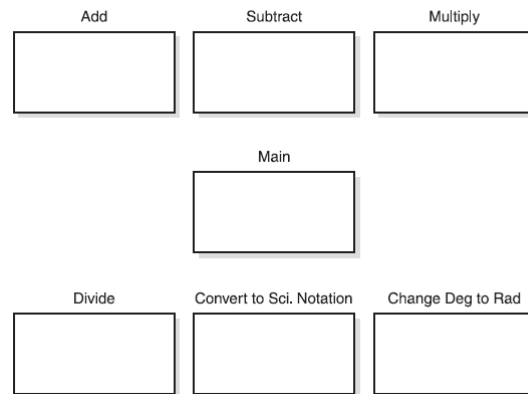 Add Subtract Multiply
Main
Divide Convert to Sci. Notation Change Deg to Rad